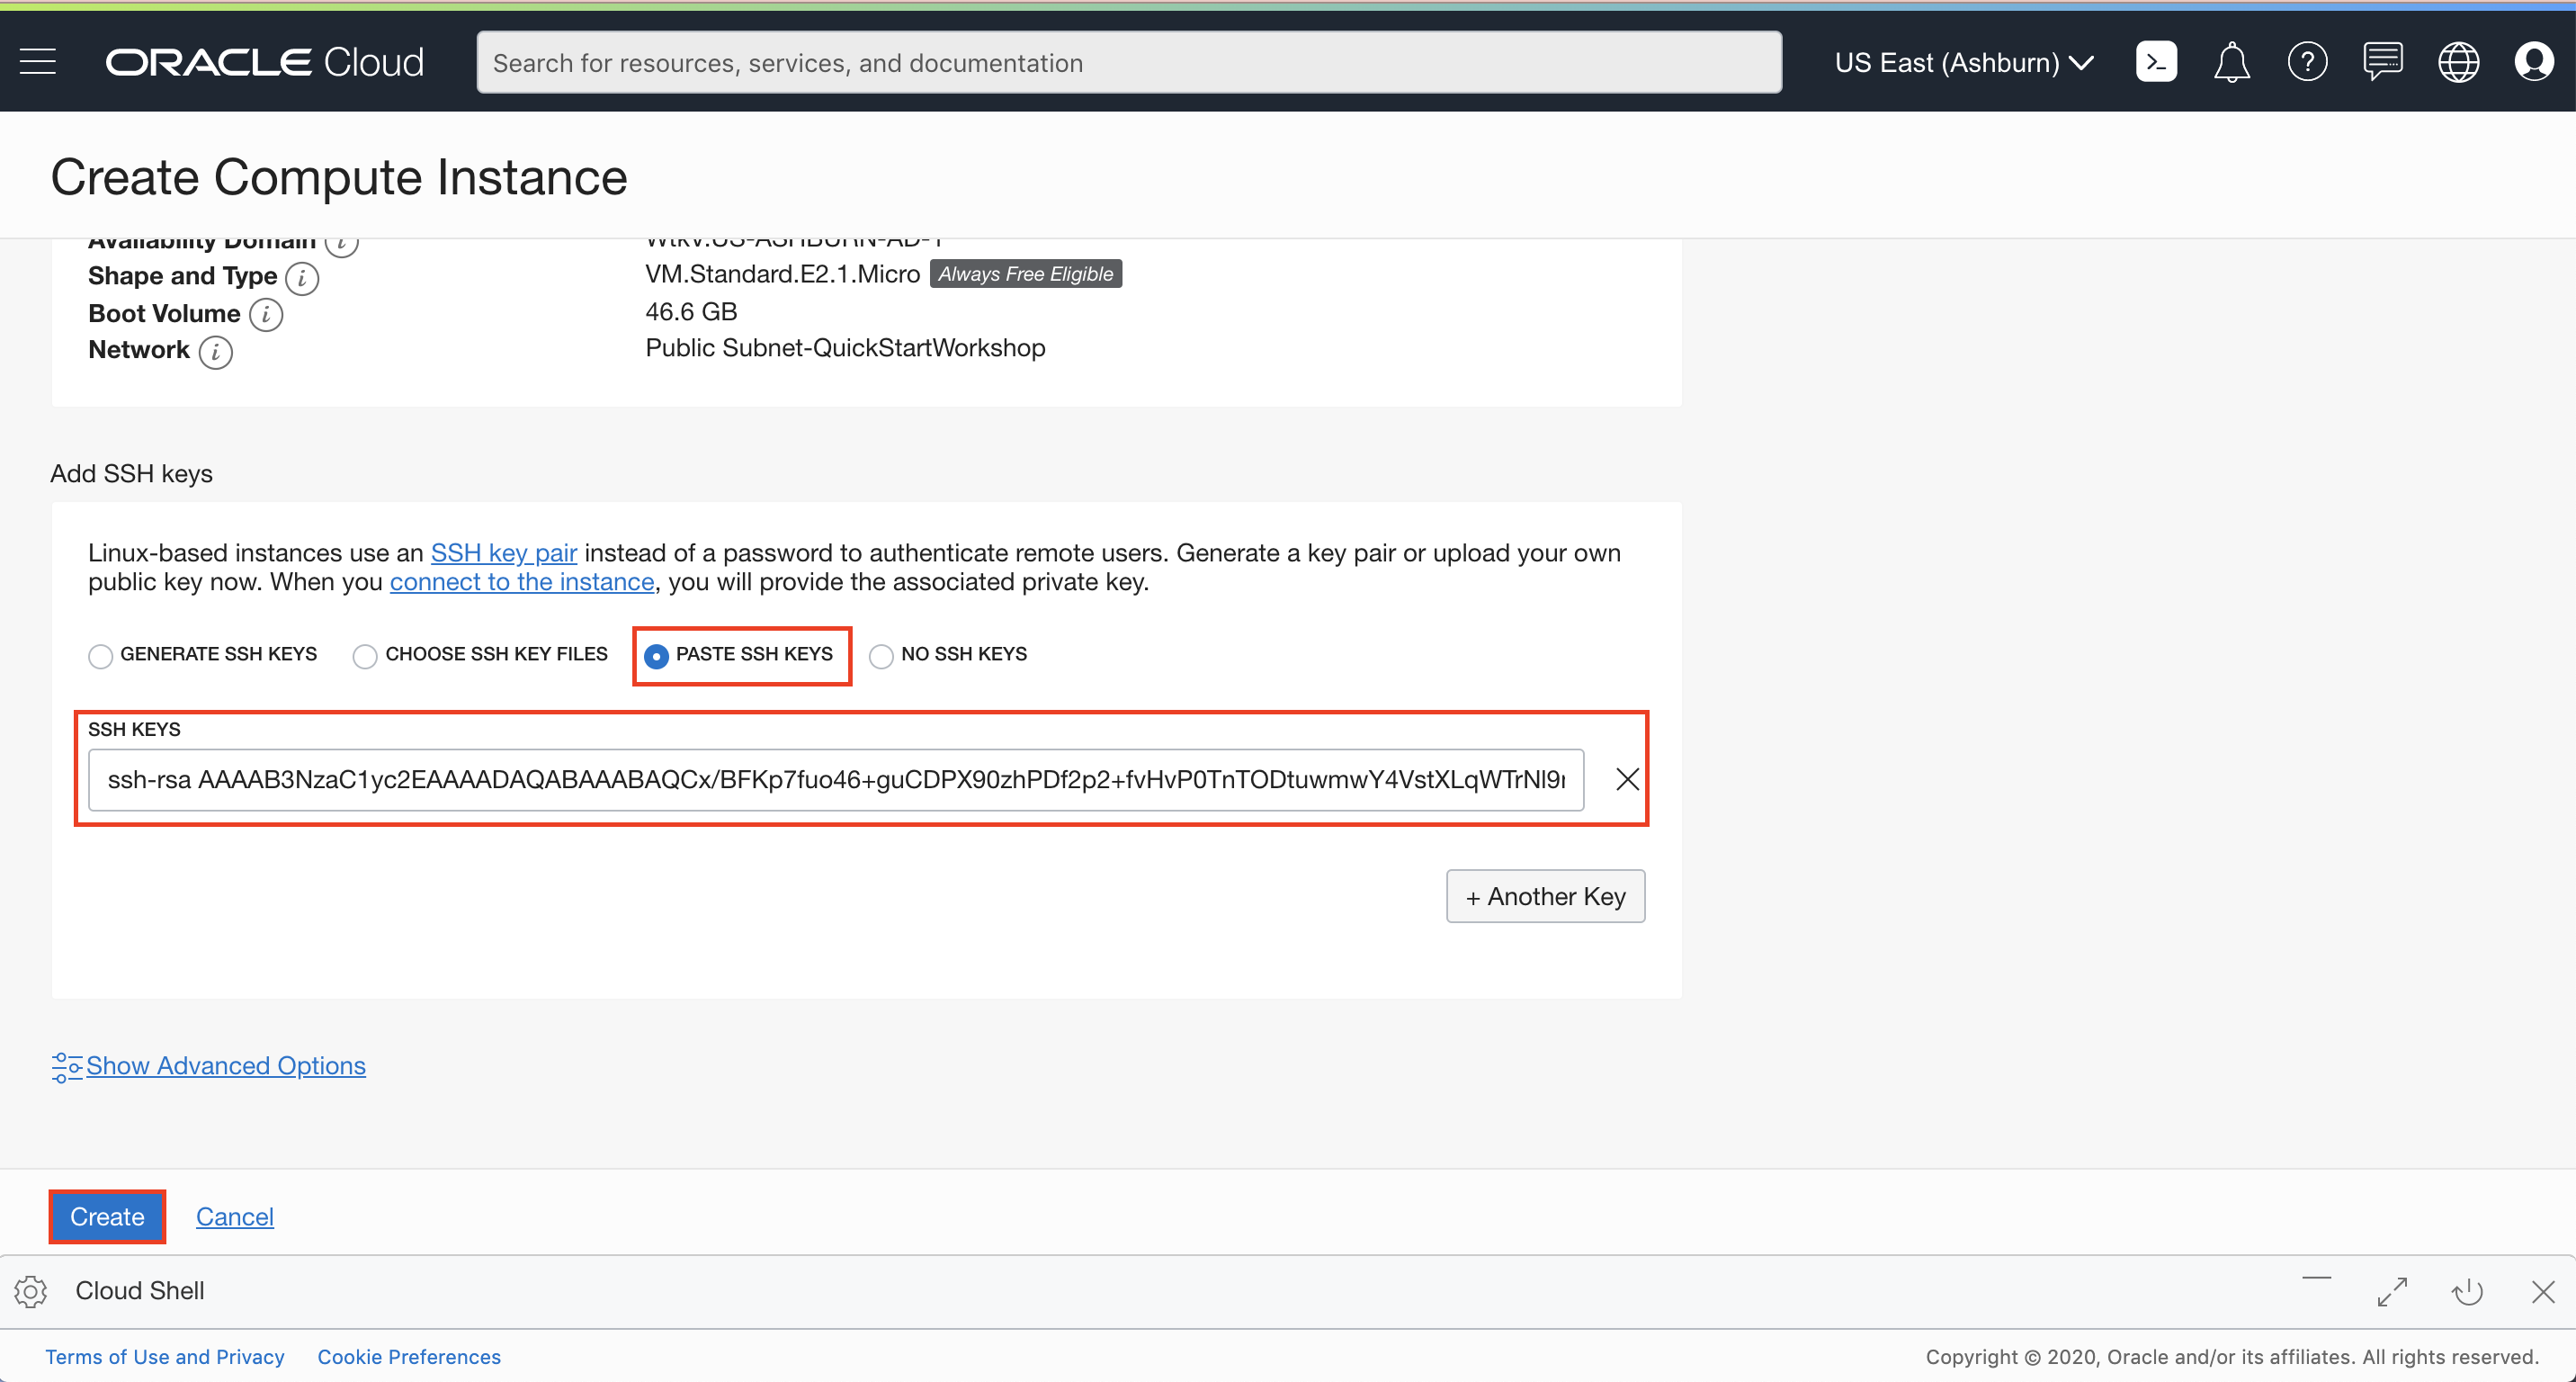 ORACLE Cloud
Search for resources, services, and documentation
US East (Ashburn)
Create Compute Instance
Availability Domain
WtkV:US-ASHBURN-AD-1
Shape and Type
VM.Standard.E2.1.Micro Always Free Eligible
Boot Volume
46.6 GB
Network
Public Subnet-QuickStartWorkshop
Add SSH keys
Linux-based instances use an SSH key pair instead of a password to authenticate remote users. Generate a key pair or upload your own
public key now. When you connect to the instance, you will provide the associated private key.
GENERATE SSH KEYS CHOOSE SSH KEY FILES PASTE SSH KEYS NO SSH KEYS
SSH KEYS
ssh-rsa AAAAB3NzaC1yc2EAAAADAQABAAABAQCx/BFKp7fuo46+guCDPX90zhPDf2p2+fvHvP0TnTODtuwmwY4VstXLqWTrNl9
+ Another Key
Show Advanced Options
Create Cancel
Cloud Shell
Terms of Use and Privacy Cookie Preferences
Copyright © 2020, Oracle and/or its affiliates. All rights reserved.